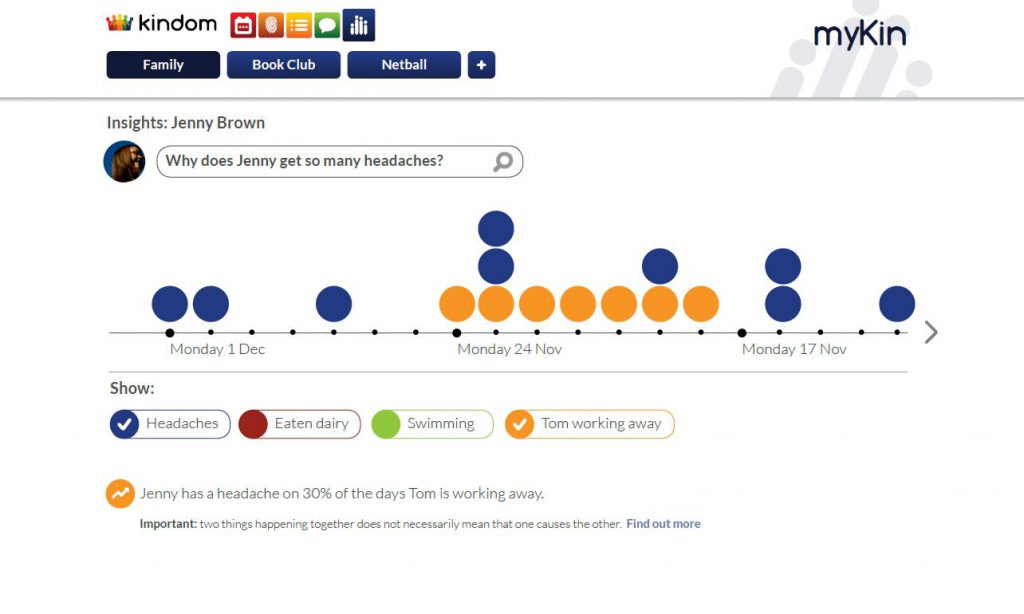 kindom
myKin
Family Book Club Netball +
Insights: Jenny Brown
Why does Jenny get so many headaches?
Monday 1 Dec Monday 24 Nov Monday 17 Nov
Show:
Headaches Eaten dairy Swimming Tom working away
Jenny has a headache on 30% of the days Tom is working away.
Important: two things happening together does not necessarily mean that one causes the other. Find out more